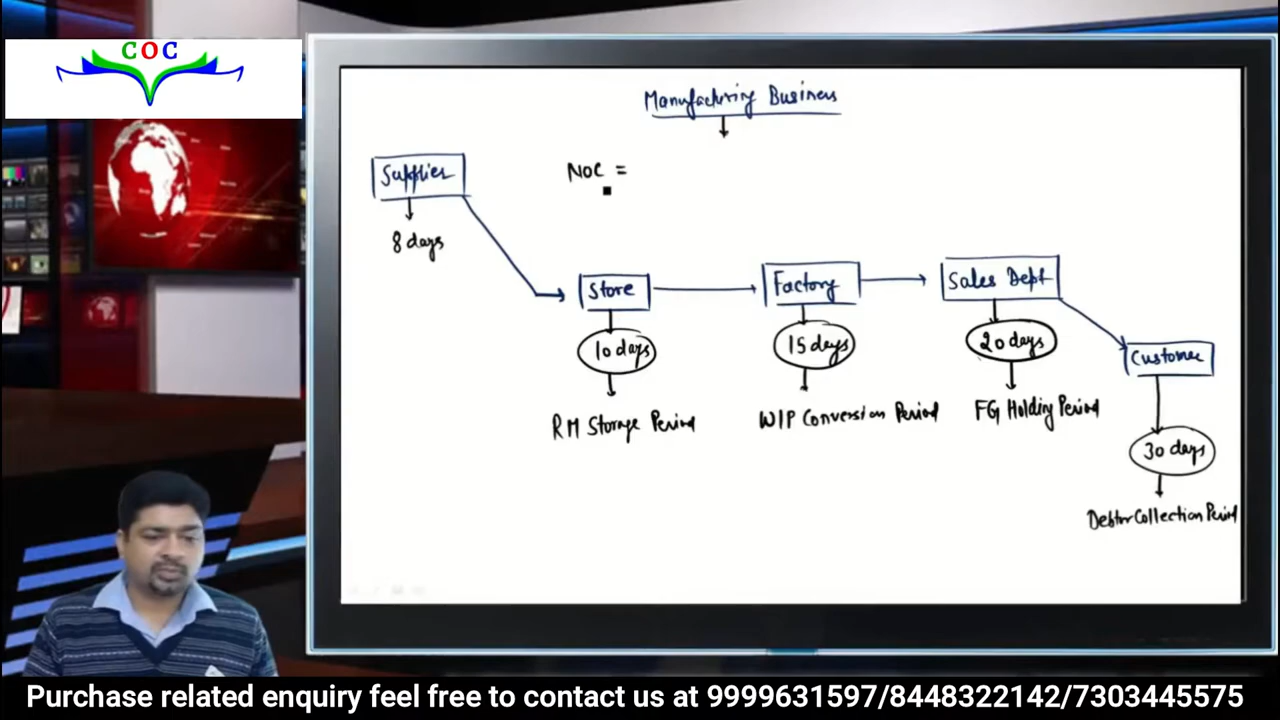 COC
Manufacturing Business
Supplier
NOC =
8 days
Store
Factory
Sales Dept
10 days
15 days
20 days
Customer
RM Storage Period
WIP Conversion Period
FG Holding Period
30 days
Debtor Collection Period
Purchase related enquiry feel free to contact us at 9999631597/8448322142/7303445575